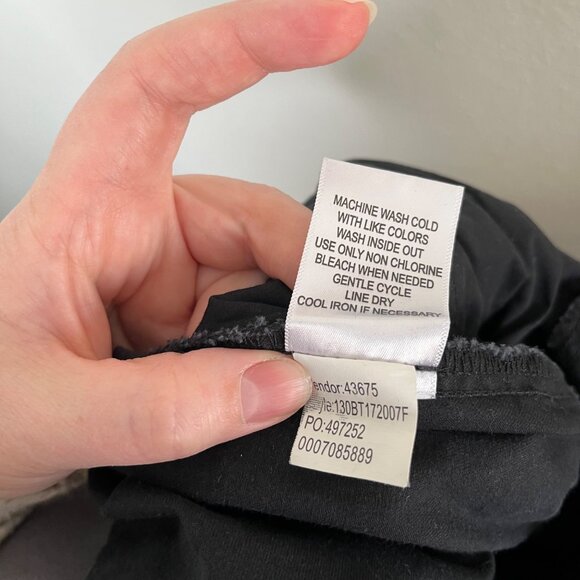 MACHINE WASH COLD
WITH LIKE COLORS
WASH INSIDE OUT
USE ONLY NON CHLORINE
BLEACH WHEN NEEDED
GENTLE CYCLE
LINE DRY
COOL IRON IF NECESSARY
endor:43675
yle:130BT172007F
PO:497252
0007085889